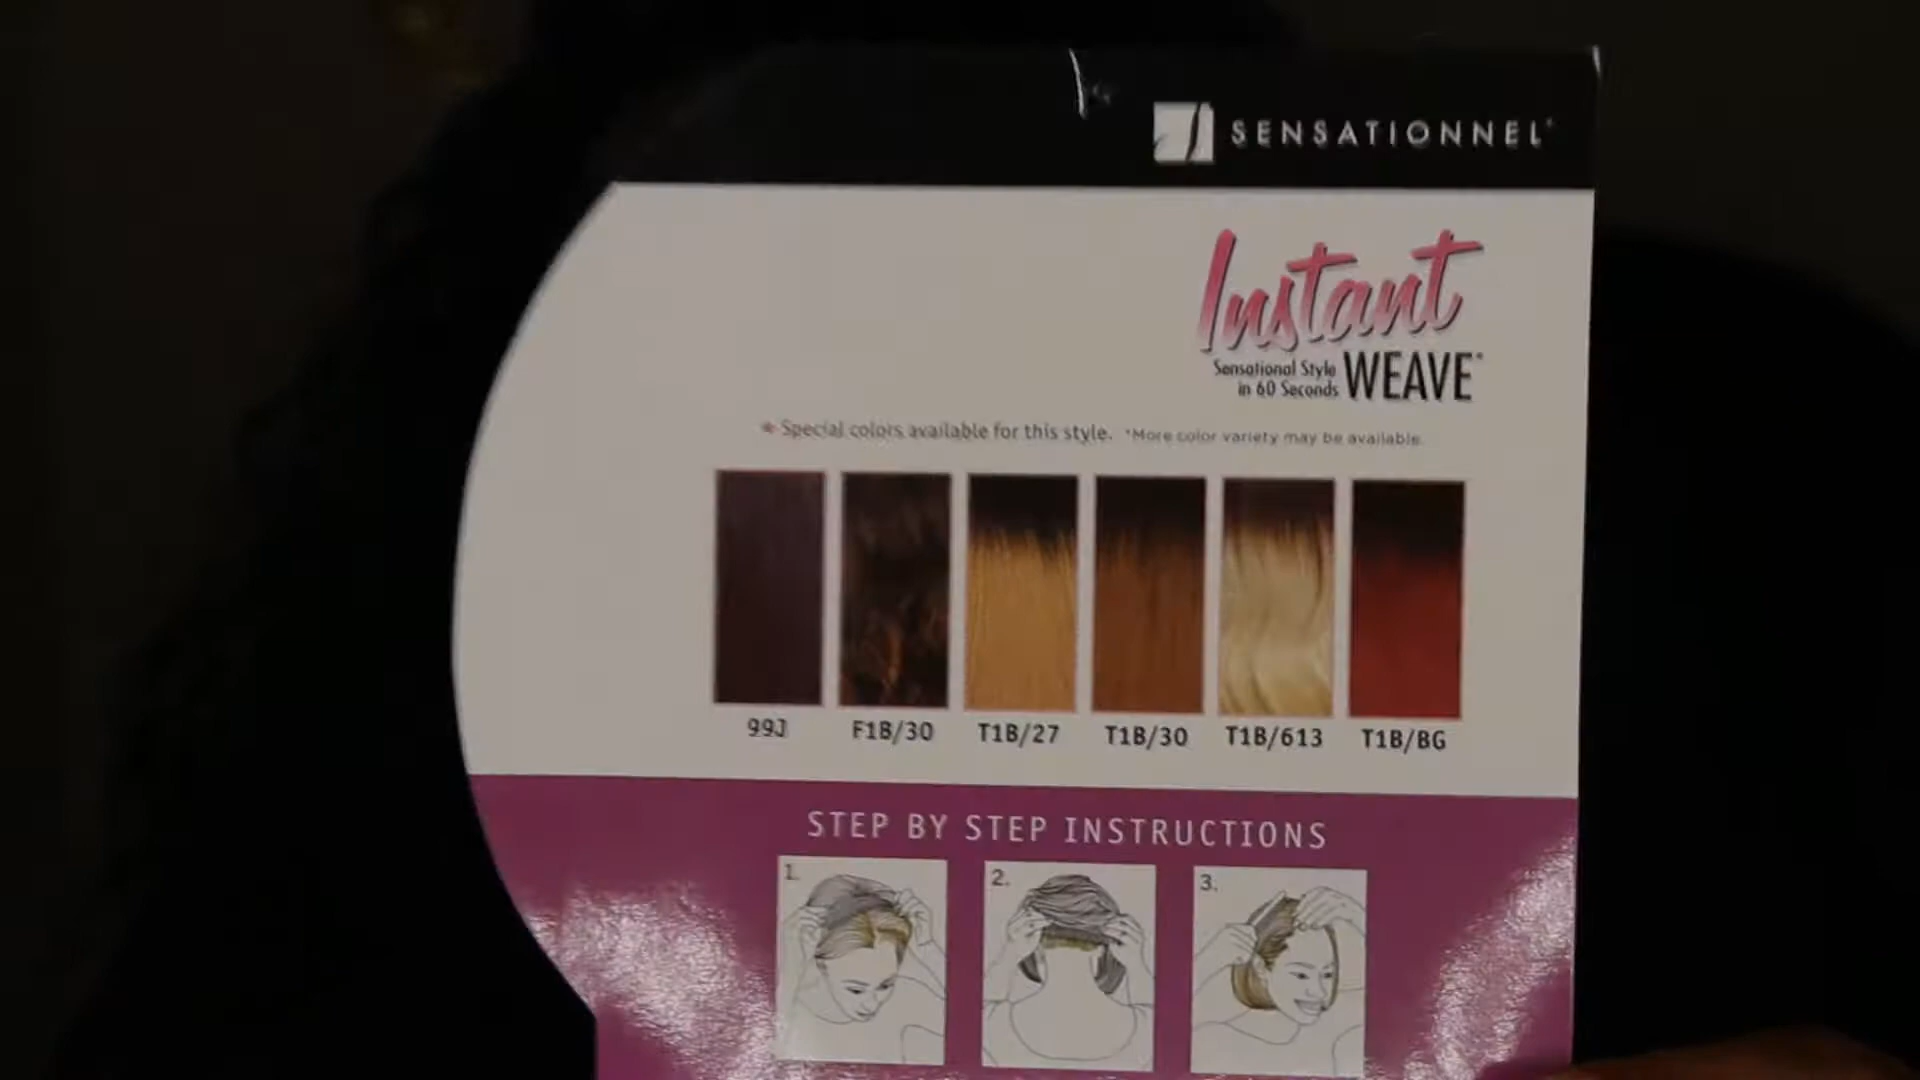 SENSATIONNEL
Instant
Sensational Style
in 60 Seconds
WEAVE
* Special colors available for this style. *More color variety may be available.
99J F1B/30 T1B/27 T1B/30 T1B/613 T1B/BG
STEP BY STEP INSTRUCTIONS
1. 2. 3.